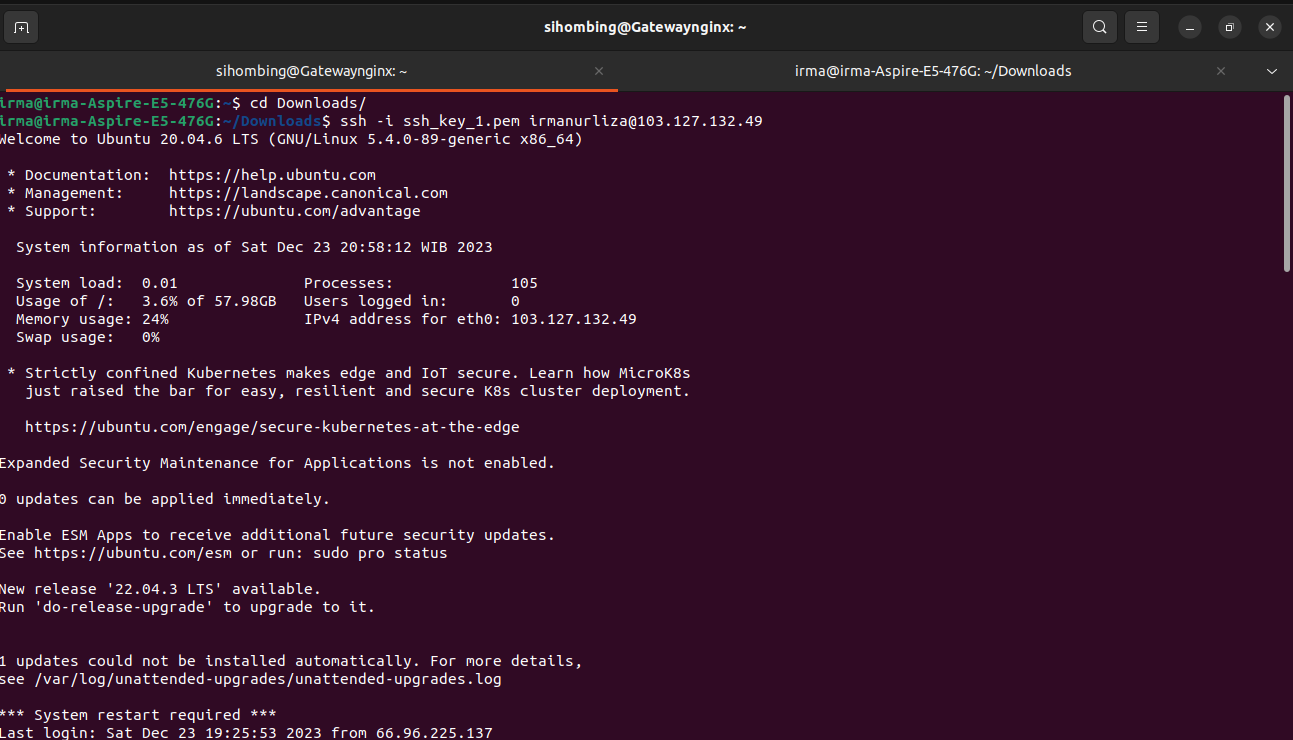 sihombing@Gatewaynginx: ~
sihombing@Gatewaynginx: ~
irma@irma-Aspire-E5-476G: ~/Downloads
irma@irma-Aspire-E5-476G:~$ cd Downloads/
irma@irma-Aspire-E5-476G:~/Downloads$ ssh -i ssh_key_1.pem irmanurliza@103.127.132.49
Welcome to Ubuntu 20.04.6 LTS (GNU/Linux 5.4.0-89-generic x86_64)
* Documentation:  https://help.ubuntu.com
* Management:     https://landscape.canonical.com
* Support:        https://ubuntu.com/advantage
System information as of Sat Dec 23 20:58:12 WIB 2023
System load:  0.01              Processes:             105
Usage of /:   3.6% of 57.98GB   Users logged in:       0
Memory usage: 24%               IPv4 address for eth0: 103.127.132.49
Swap usage:   0%
* Strictly confined Kubernetes makes edge and IoT secure. Learn how MicroK8s
just raised the bar for easy, resilient and secure K8s cluster deployment.
https://ubuntu.com/engage/secure-kubernetes-at-the-edge
Expanded Security Maintenance for Applications is not enabled.
0 updates can be applied immediately.
Enable ESM Apps to receive additional future security updates.
See https://ubuntu.com/esm or run: sudo pro status
New release '22.04.3 LTS' available.
Run 'do-release-upgrade' to upgrade to it.
1 updates could not be installed automatically. For more details,
see /var/log/unattended-upgrades/unattended-upgrades.log
*** System restart required ***
Last login: Sat Dec 23 19:25:53 2023 from 66.96.225.137